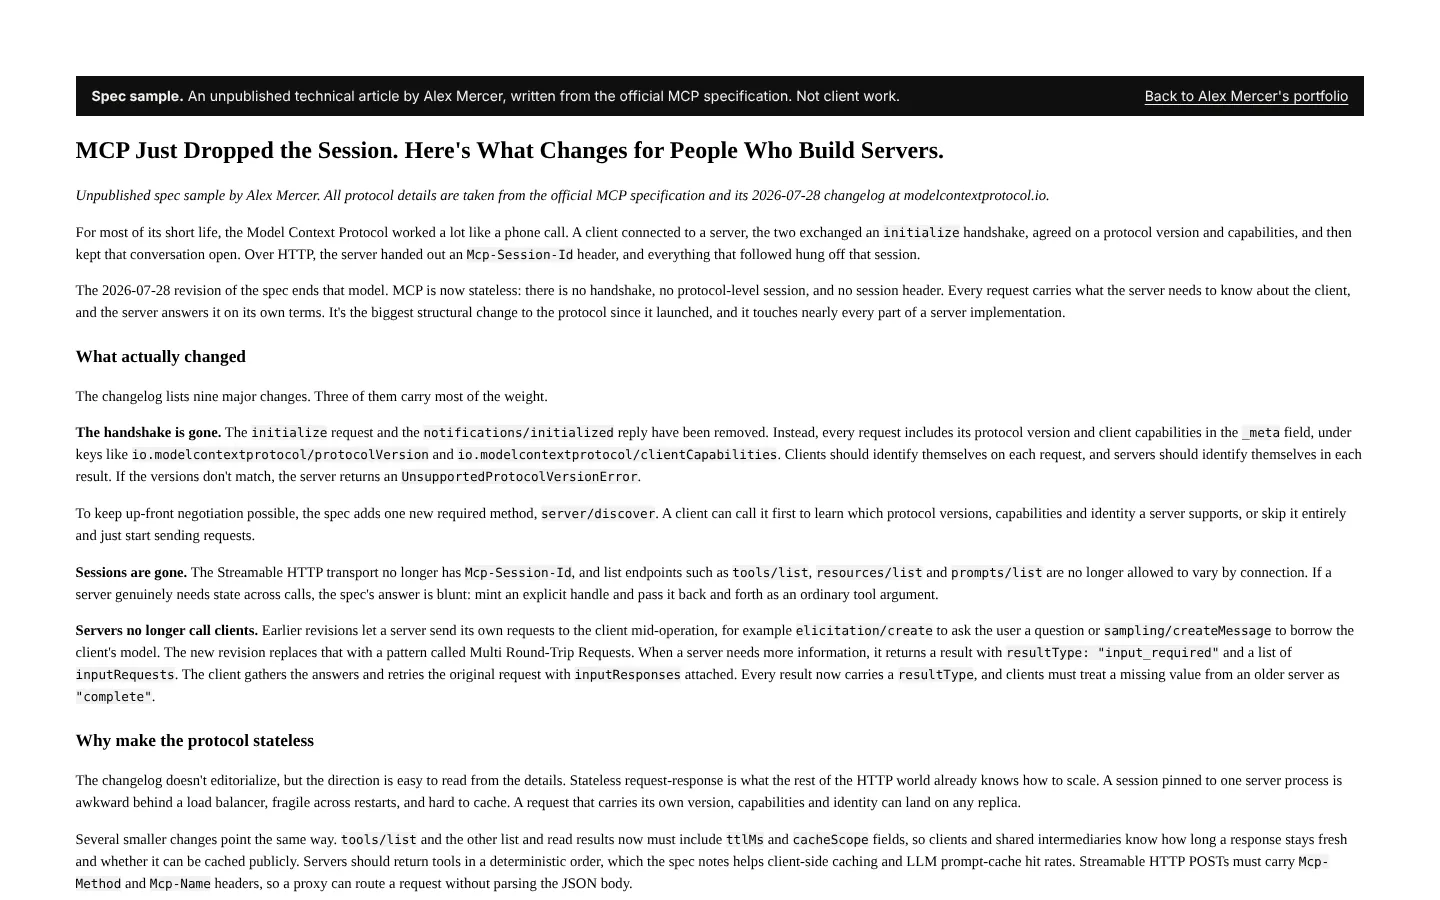 Spec sample. An unpublished technical article by Alex Mercer, written from the official MCP specification. Not client work.
Back to Alex Mercer's portfolio
MCP Just Dropped the Session. Here's What Changes for People Who Build Servers.
Unpublished spec sample by Alex Mercer. All protocol details are taken from the official MCP specification and its 2026-07-28 changelog at modelcontextprotocol.io.
For most of its short life, the Model Context Protocol worked a lot like a phone call. A client connected to a server, the two exchanged an initialize handshake, agreed on a protocol version and capabilities, and then
kept that conversation open. Over HTTP, the server handed out an Mcp-Session-Id header, and everything that followed hung off that session.
The 2026-07-28 revision of the spec ends that model. MCP is now stateless: there is no handshake, no protocol-level session, and no session header. Every request carries what the server needs to know about the client,
and the server answers it on its own terms. It's the biggest structural change to the protocol since it launched, and it touches nearly every part of a server implementation.
What actually changed
The changelog lists nine major changes. Three of them carry most of the weight.
The handshake is gone. The initialize request and the notifications/initialized reply have been removed. Instead, every request includes its protocol version and client capabilities in the _meta field, under
keys like io.modelcontextprotocol/protocolVersion and io.modelcontextprotocol/clientCapabilities. Clients should identify themselves on each request, and servers should identify themselves in each
result. If the versions don't match, the server returns an UnsupportedProtocolVersionError.
To keep up-front negotiation possible, the spec adds one new required method, server/discover. A client can call it first to learn which protocol versions, capabilities and identity a server supports, or skip it entirely
and just start sending requests.
Sessions are gone. The Streamable HTTP transport no longer has Mcp-Session-Id, and list endpoints such as tools/list, resources/list and prompts/list are no longer allowed to vary by connection. If a
server genuinely needs state across calls, the spec's answer is blunt: mint an explicit handle and pass it back and forth as an ordinary tool argument.
Servers no longer call clients. Earlier revisions let a server send its own requests to the client mid-operation, for example elicitation/create to ask the user a question or sampling/createMessage to borrow the
client's model. The new revision replaces that with a pattern called Multi Round-Trip Requests. When a server needs more information, it returns a result with resultType: "input_required" and a list of
inputRequests. The client gathers the answers and retries the original request with inputResponses attached. Every result now carries a resultType, and clients must treat a missing value from an older server as
"complete".
Why make the protocol stateless
The changelog doesn't editorialize, but the direction is easy to read from the details. Stateless request-response is what the rest of the HTTP world already knows how to scale. A session pinned to one server process is
awkward behind a load balancer, fragile across restarts, and hard to cache. A request that carries its own version, capabilities and identity can land on any replica.
Several smaller changes point the same way. tools/list and the other list and read results now must include ttlMs and cacheScope fields, so clients and shared intermediaries know how long a response stays fresh
and whether it can be cached publicly. Servers should return tools in a deterministic order, which the spec notes helps client-side caching and LLM prompt-cache hit rates. Streamable HTTP POSTs must carry Mcp-
Method and Mcp-Name headers, so a proxy can route a request without parsing the JSON body.